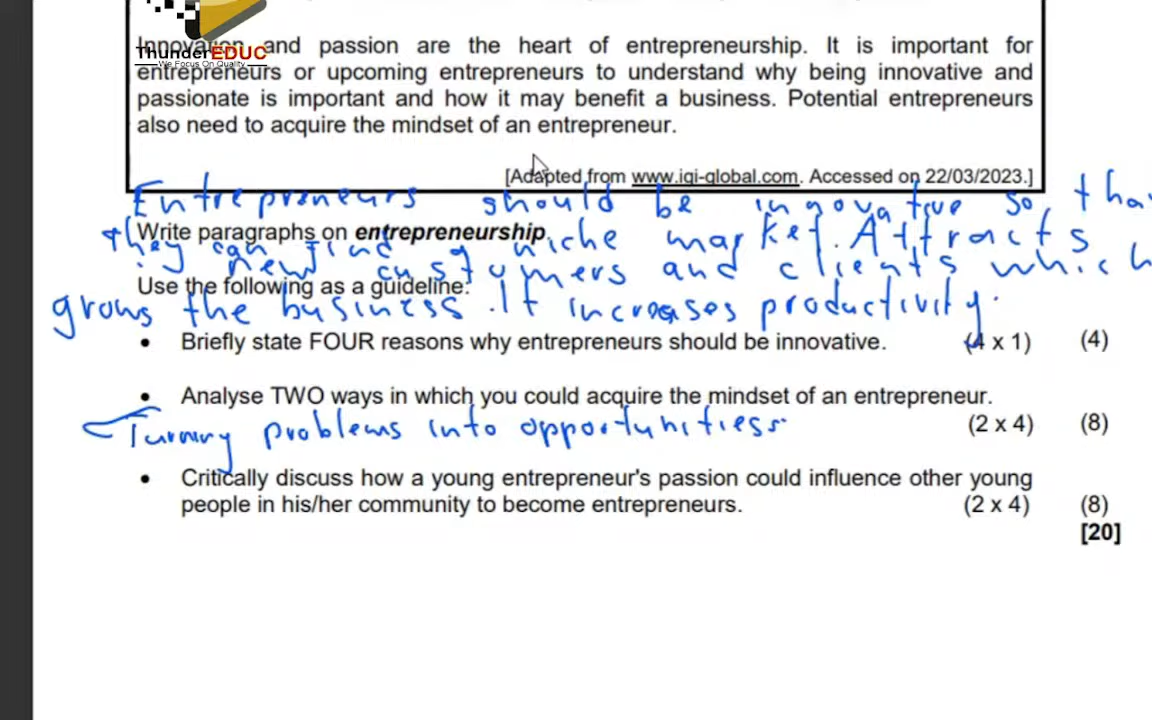 ThunderEDUC
We Focus On Quality
Innovation and passion are the heart of entrepreneurship. It is important for
entrepreneurs or upcoming entrepreneurs to understand why being innovative and
passionate is important and how it may benefit a business. Potential entrepreneurs
also need to acquire the mindset of an entrepreneur.
[Adapted from www.igi-global.com. Accessed on 22/03/2023.]
Entrepreneurs should be innovative so, tha
Write paragraphs on entrepreneurship.
they can find a niche market. Attracts
new customers and clients which
Use the following as a guideline:
grows the business. It increases productivity.
• Briefly state FOUR reasons why entrepreneurs should be innovative. (4 x 1) (4)
• Analyse TWO ways in which you could acquire the mindset of an entrepreneur.
(2 x 4) (8)
Turning problems into opportunitiess
• Critically discuss how a young entrepreneur's passion could influence other young
people in his/her community to become entrepreneurs. (2 x 4) (8)
[20]